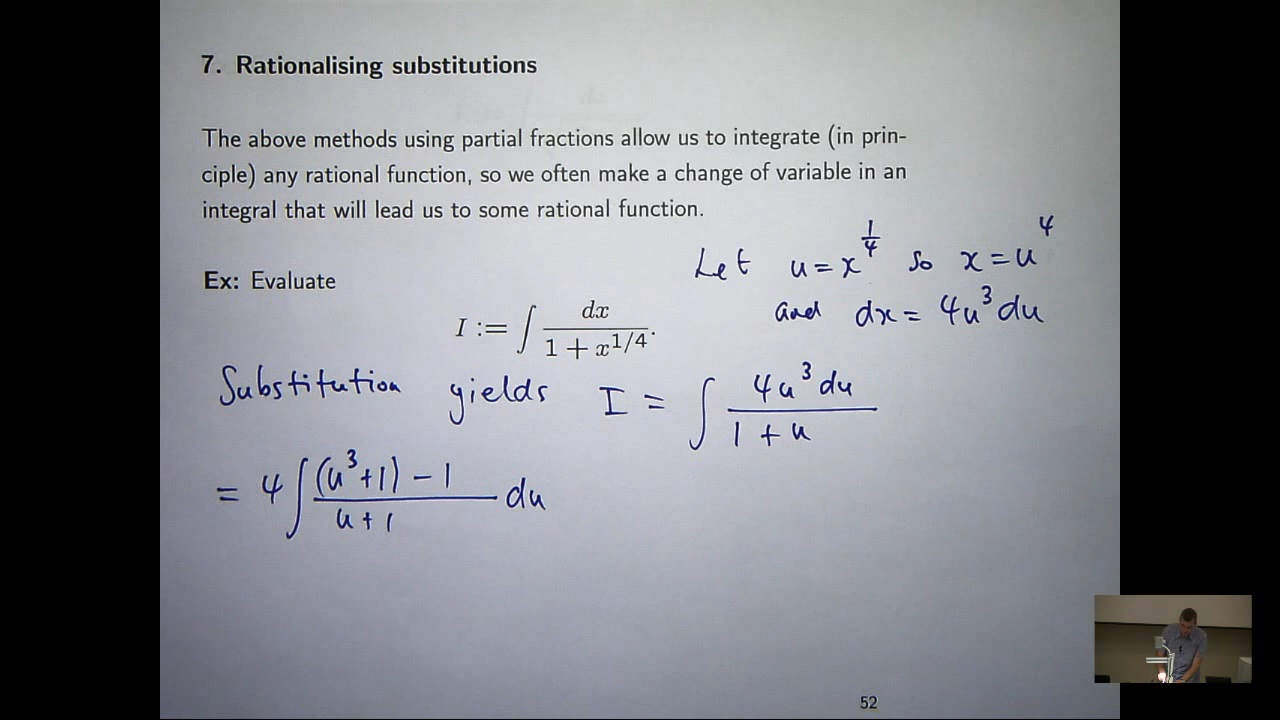 7. Rationalising substitutions
The above methods using partial fractions allow us to integrate (in prin-
ciple) any rational function, so we often make a change of variable in an
integral that will lead us to some rational function.
Let u = x^{1/4} so x = u^4
Ex: Evaluate
and dx = 4u^3 du
I := ∫ dx / (1 + x^{1/4}).
Substitution yields I = ∫ 4u^3 du / (1 + u)
= 4 ∫ ((u^3 + 1) − 1) / (u + 1) du
52